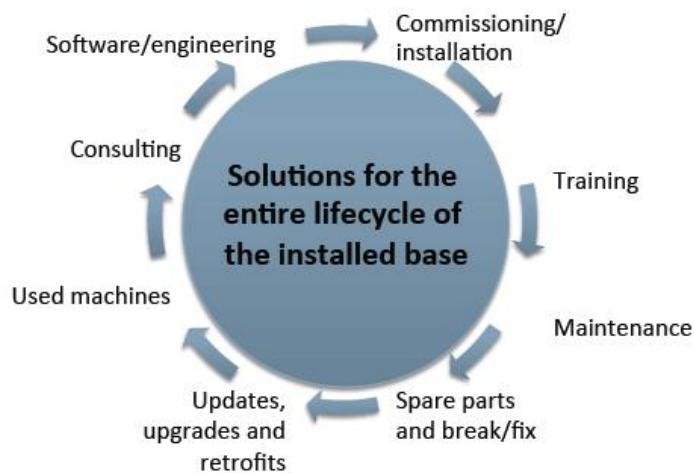 Software/engineering
Commissioning/
installation
Consulting
Solutions for the
entire lifecycle of
the installed base
Training
Used machines
Maintenance
Updates,
upgrades and
retrofits
Spare parts
and break/fix